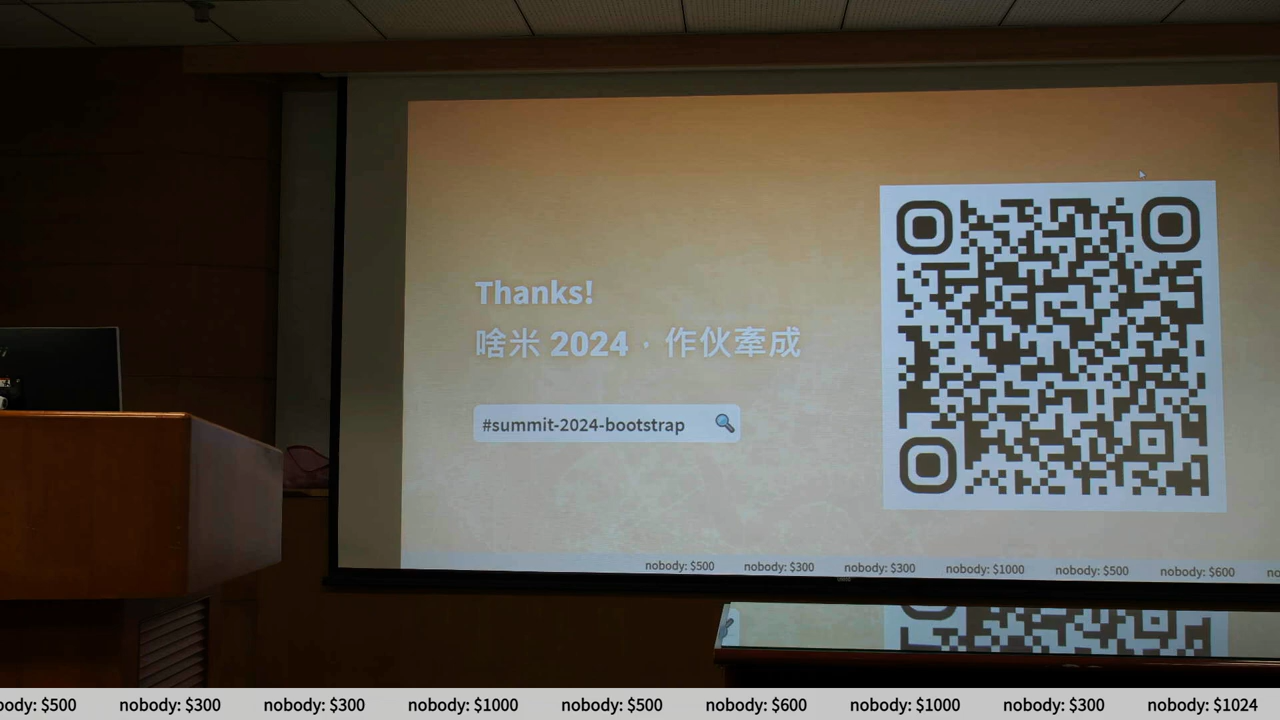 Thanks!
啥米 2024 · 作伙牽成
#summit-2024-bootstrap
nobody: $500 nobody: $300 nobody: $300 nobody: $1000 nobody: $500 nobody: $600
nobody: $500 nobody: $300 nobody: $300 nobody: $1000 nobody: $500 nobody: $600 nobody: $1000 nobody: $300 nobody: $1024